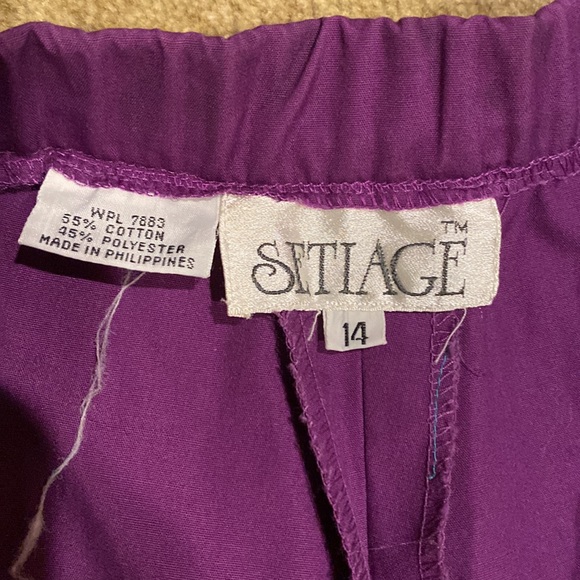 WPL 7883
55% COTTON
45% POLYESTER
MADE IN PHILIPPINES
SETIAGE™
14